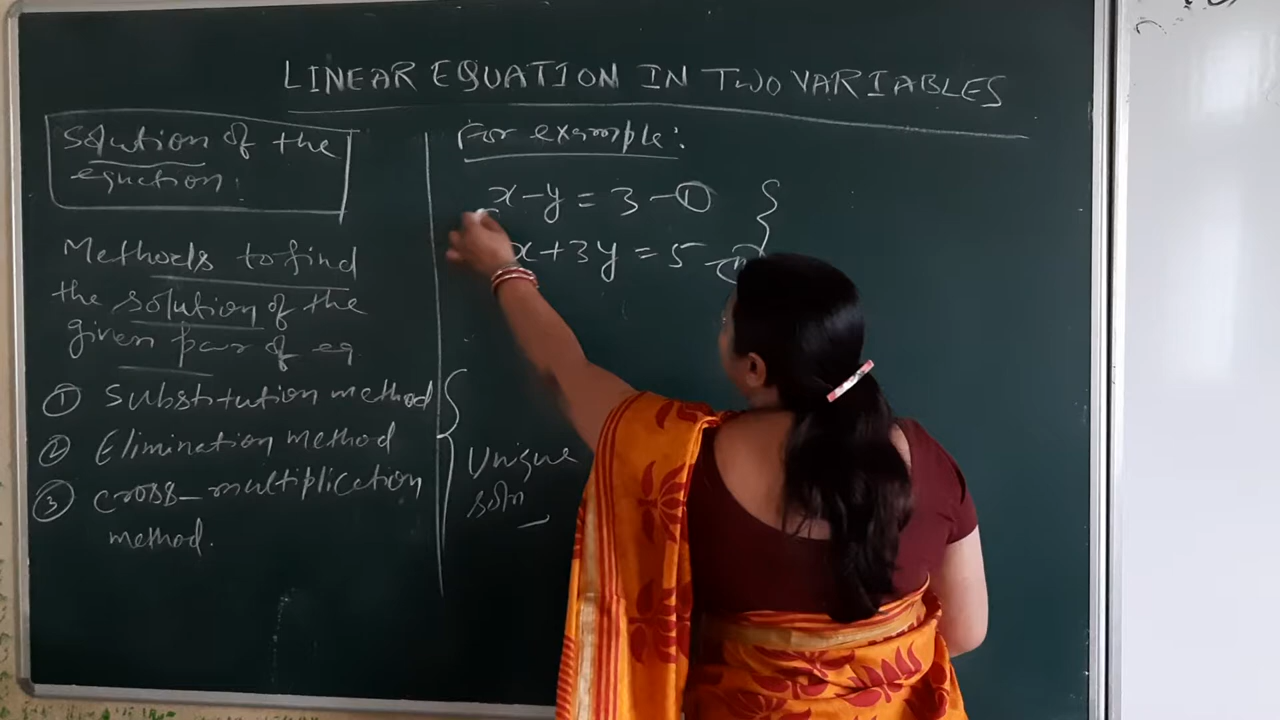 LINEAR EQUATION IN TWO VARIABLES
Solution of the
equation:
Methods to find
the solution of the
given pair of eq
① Substitution method
② Elimination method
③ cross-multiplication
method.
For example:
x-y=3-①
x+3y=5-
Unique
soln